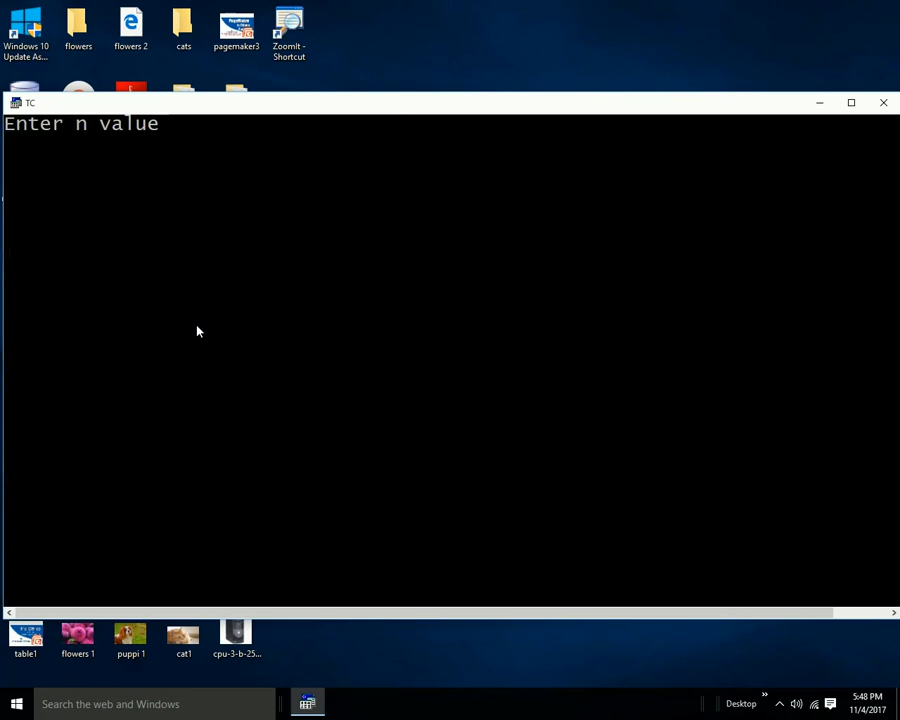 Windows 10
Update As...
flowers
flowers 2
cats
pagemaker3
ZoomIt -
Shortcut
TC
Enter n value
table1
flowers 1
puppi 1
cat1
cpu-3-b-25...
Search the web and Windows
Desktop
5:48 PM
11/4/2017